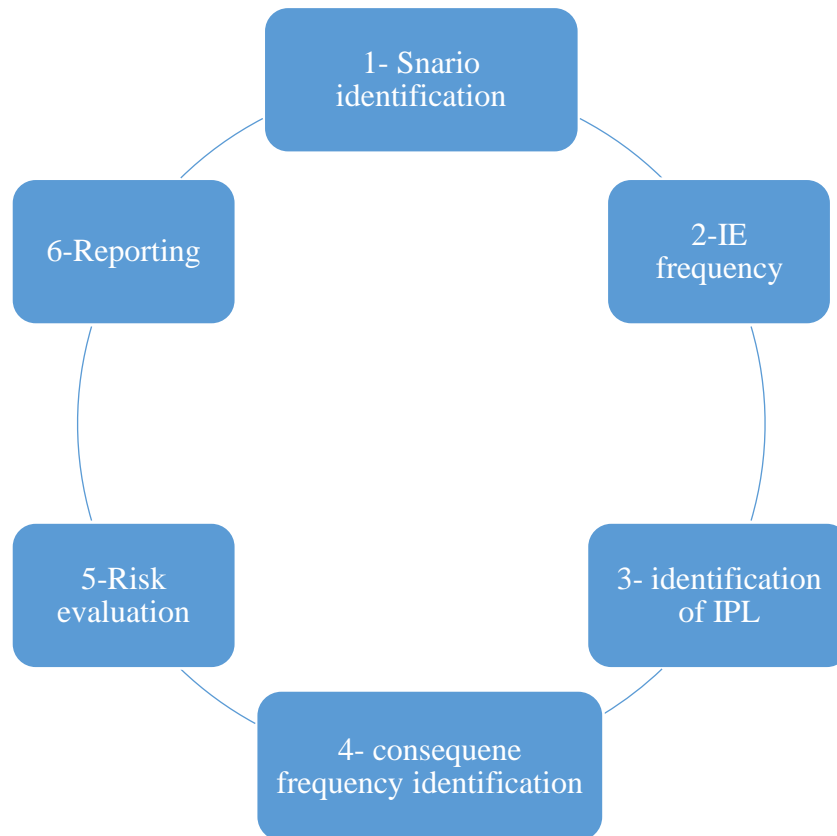 1- Snario
identification
2-IE
frequency
3- identification
of IPL
4- consequene
frequency identification
5-Risk
evaluation
6-Reporting